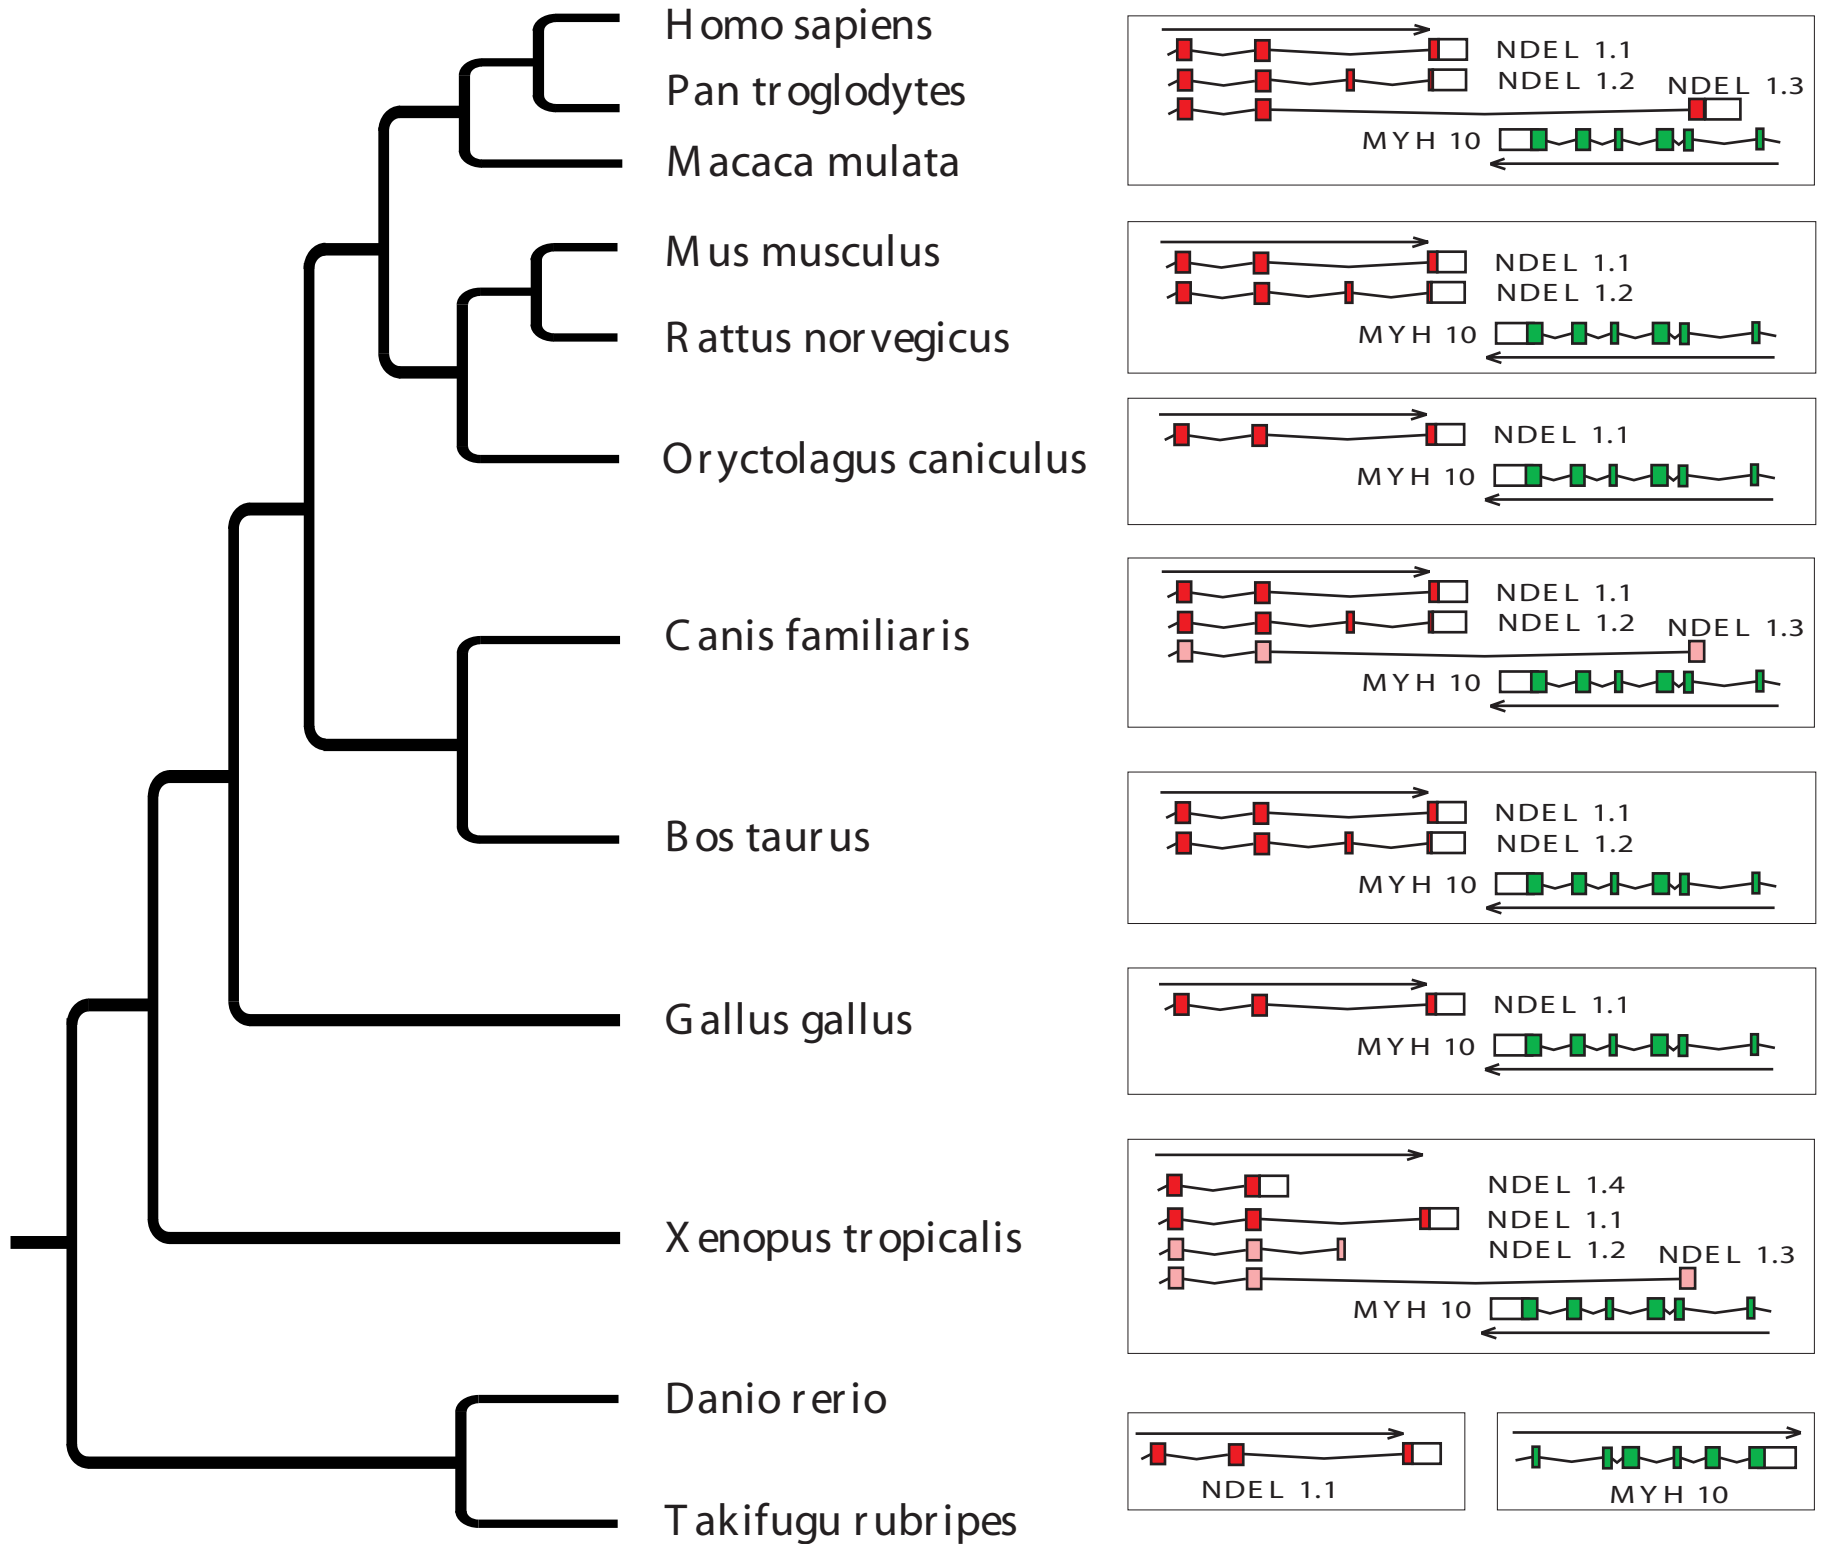 Homo sapiens
NDEL 1.1
NDEL 1.2
NDEL 1.3
Pan troglodytes
MYH 10
Macaca mulata
Mus musculus
NDEL 1.1
NDEL 1.2
Rattus norvegicus
MYH 10
Oryctolagus caniculus
NDEL 1.1
MYH 10
Canis familiaris
NDEL 1.1
NDEL 1.2
NDEL 1.3
MYH 10
Bos taurus
NDEL 1.1
NDEL 1.2
MYH 10
Gallus gallus
NDEL 1.1
MYH 10
Xenopus tropicalis
NDEL 1.4
NDEL 1.1
NDEL 1.2
NDEL 1.3
MYH 10
Danio rerio
NDEL 1.1
MYH 10
Takifugu rubripes